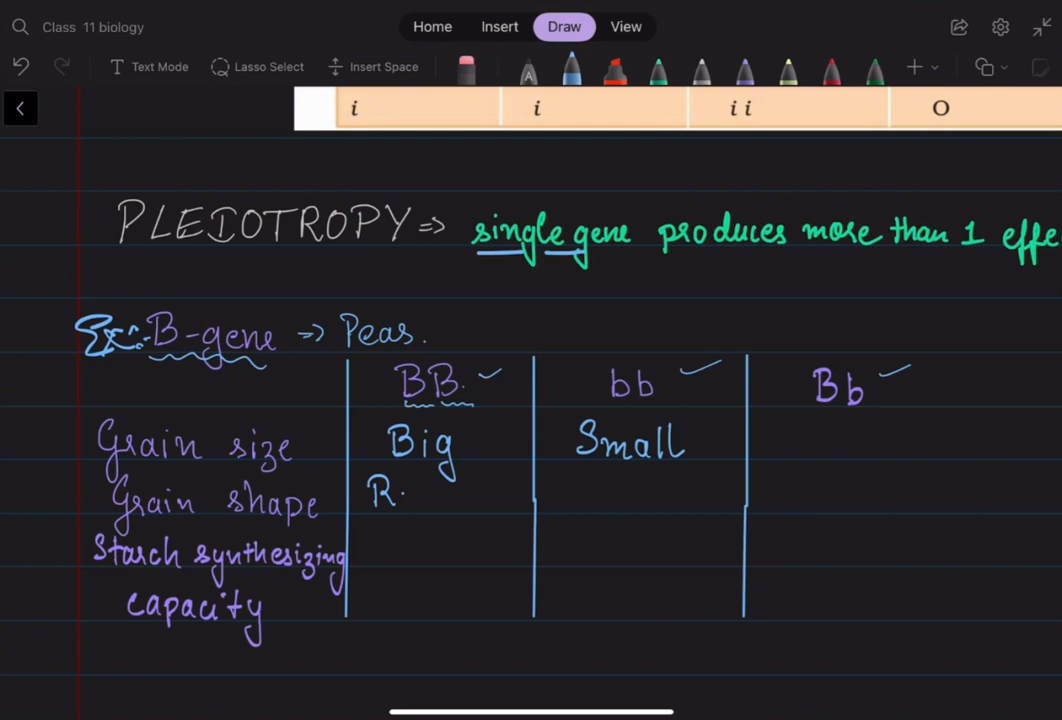 Class 11 biology
Home Insert Draw View
Text Mode Lasso Select Insert Space
A
i i i i O
PLEIOTROPY => single gene produces more than 1 effe
Ex:- B-gene => Peas.
BB. bb Bb
Grain size Big Small
Grain shape R.
Starch synthesizing
capacity